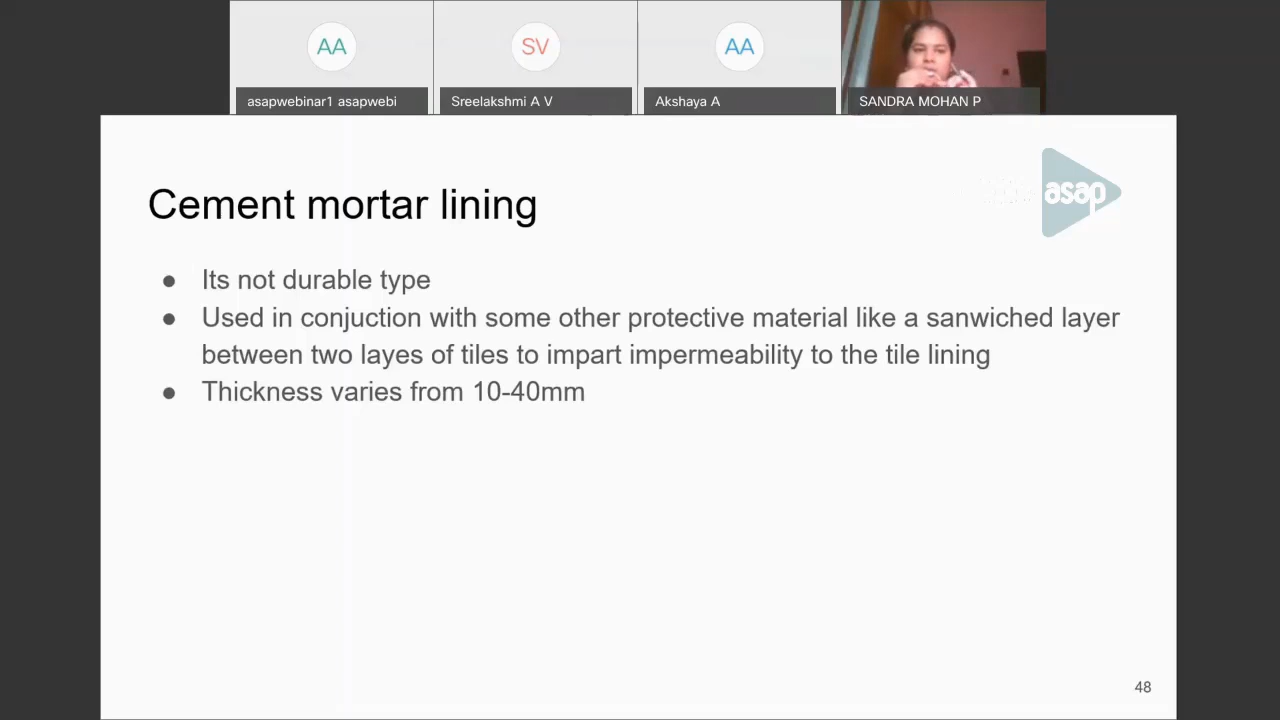 AA
SV
AA
asapwebinar1 asapwebi
Sreelakshmi A V
Akshaya A
SANDRA MOHAN P
asap
Cement mortar lining
● Its not durable type
● Used in conjuction with some other protective material like a sanwiched layer
between two layes of tiles to impart impermeability to the tile lining
● Thickness varies from 10-40mm
48